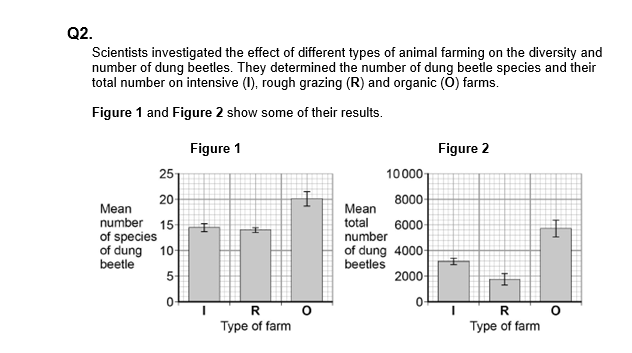 Q2.
Scientists investigated the effect of different types of animal farming on the diversity and
number of dung beetles. They determined the number of dung beetle species and their
total number on intensive (I), rough grazing (R) and organic (O) farms.
Figure 1 and Figure 2 show some of their results.
Figure 1
25
20
15
10
5
0
Mean
number
of species
of dung
beetle
I R O
Type of farm
Figure 2
10000
8000
6000
4000
2000
0
Mean
total
number
of dung
beetles
I R O
Type of farm